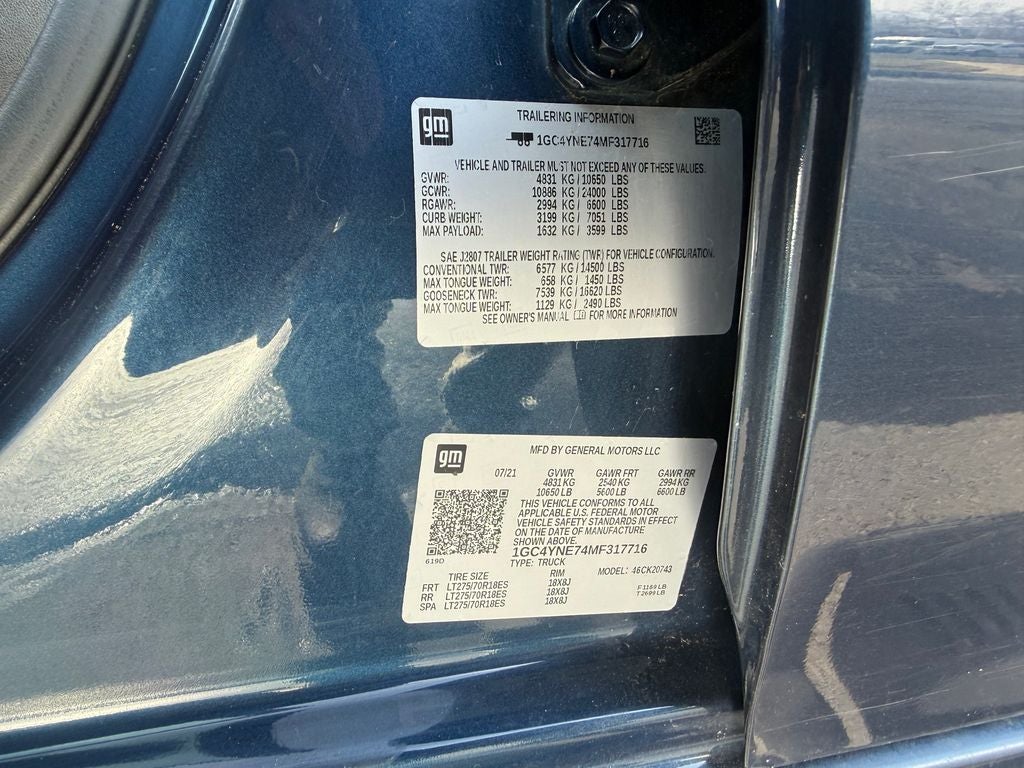 gm
TRAILERING INFORMATION
1GC4YNE74MF317716
VEHICLE AND TRAILER MUST NOT EXCEED ANY OF THESE VALUES:
GVWR: 4831 KG / 10650 LBS
GCWR: 10886 KG / 24000 LBS
RGAWR: 2994 KG / 6600 LBS
CURB WEIGHT: 3199 KG / 7051 LBS
MAX PAYLOAD: 1632 KG / 3599 LBS
SAE J2807 TRAILER WEIGHT RATING (TWR) FOR VEHICLE CONFIGURATION.
CONVENTIONAL TWR: 6577 KG / 14500 LBS
MAX TONGUE WEIGHT: 658 KG / 1450 LBS
GOOSENECK TWR: 7539 KG / 16620 LBS
MAX TONGUE WEIGHT: 1129 KG / 2490 LBS
SEE OWNER'S MANUAL FOR MORE INFORMATION
gm
MFD BY GENERAL MOTORS LLC
07/21 GVWR GAWR FRT GAWR RR
4831 KG 2540 KG 2994 KG
10650 LB 5600 LB 6600 LB
THIS VEHICLE CONFORMS TO ALL
APPLICABLE U.S. FEDERAL MOTOR
VEHICLE SAFETY STANDARDS IN EFFECT
ON THE DATE OF MANUFACTURE
SHOWN ABOVE.
1GC4YNE74MF317716
619D
TYPE: TRUCK MODEL: 46CK20743
TIRE SIZE RIM
FRT LT275/70R18ES 18X8J F 1169 LB
RR LT275/70R18ES 18X8J T 2699 LB
SPA LT275/70R18ES 18X8J